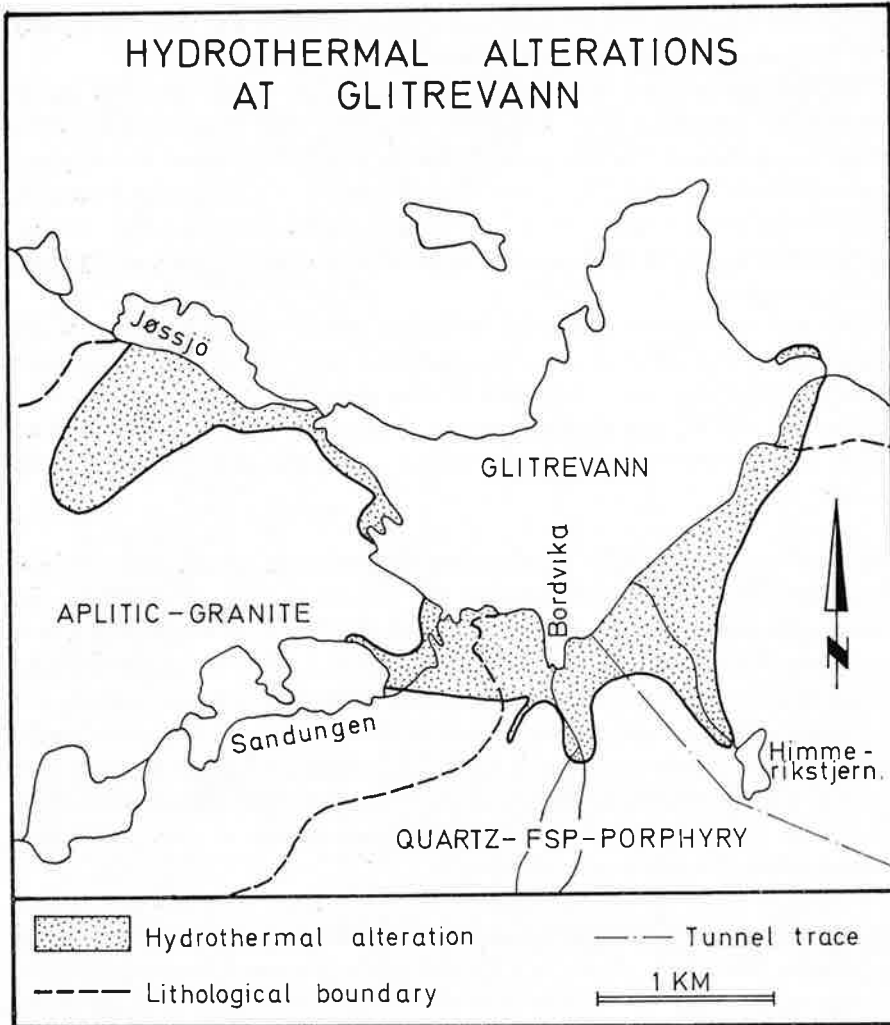 HYDROTHERMAL ALTERATIONS
AT GLITREVANN
Jøssjö
GLITREVANN
Bordvika
APLITIC-GRANITE
Sandungen
Himme-
rikstjern.
QUARTZ-FSP-PORPHYRY
N
Hydrothermal alteration
Tunnel trace
Lithological boundary
1 KM